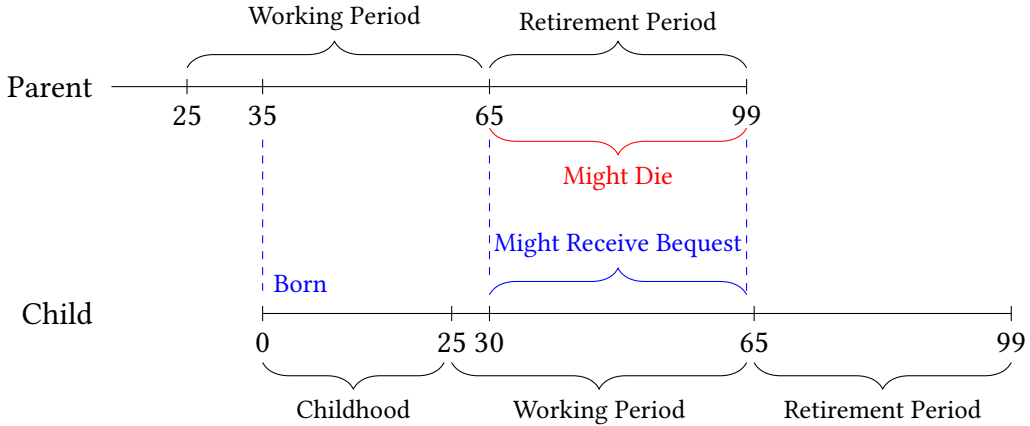 Working Period
Retirement Period
Parent
25 35 65 99
Might Die
Might Receive Bequest
Born
Child
0 25 30 65 99
Childhood
Working Period
Retirement Period